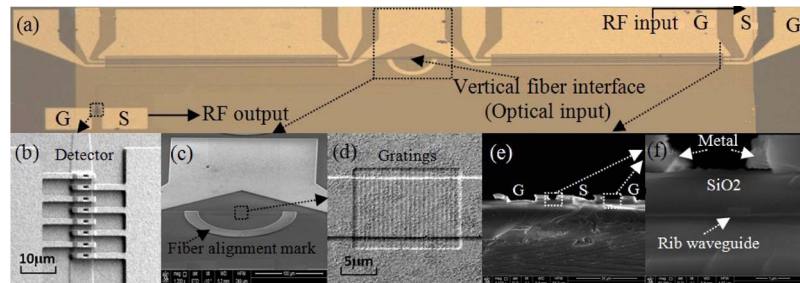 (a)
RF input G S G
Vertical fiber interface
(Optical input)
G S RF output
(b) Detector
10μm
(c)
Fiber alignment mark
(d) Gratings
5μm
(e)
G S G
(f) Metal
SiO2
Rib waveguide